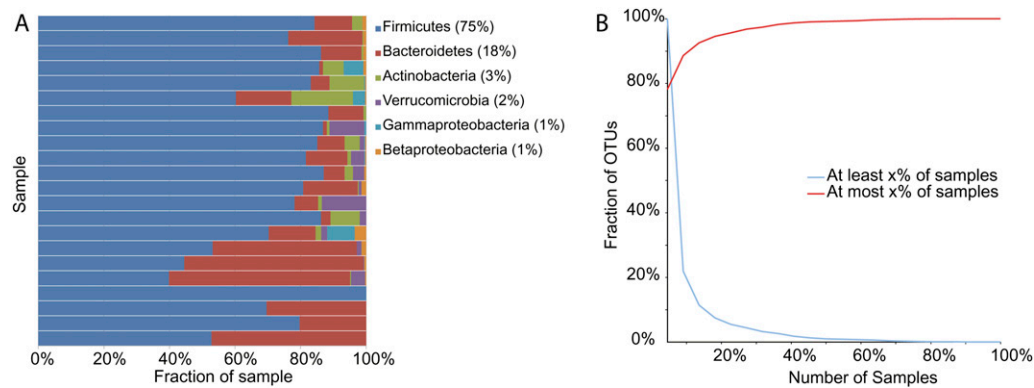 A
Sample
Firmicutes (75%)
Bacteroidetes (18%)
Actinobacteria (3%)
Verrucomicrobia (2%)
Gammaproteobacteria (1%)
Betaproteobacteria (1%)
0% 20% 40% 60% 80% 100%
Fraction of sample
B
Fraction of OTUs
100%
80%
60%
40%
20%
0%
At least x% of samples
At most x% of samples
20% 40% 60% 80% 100%
Number of Samples